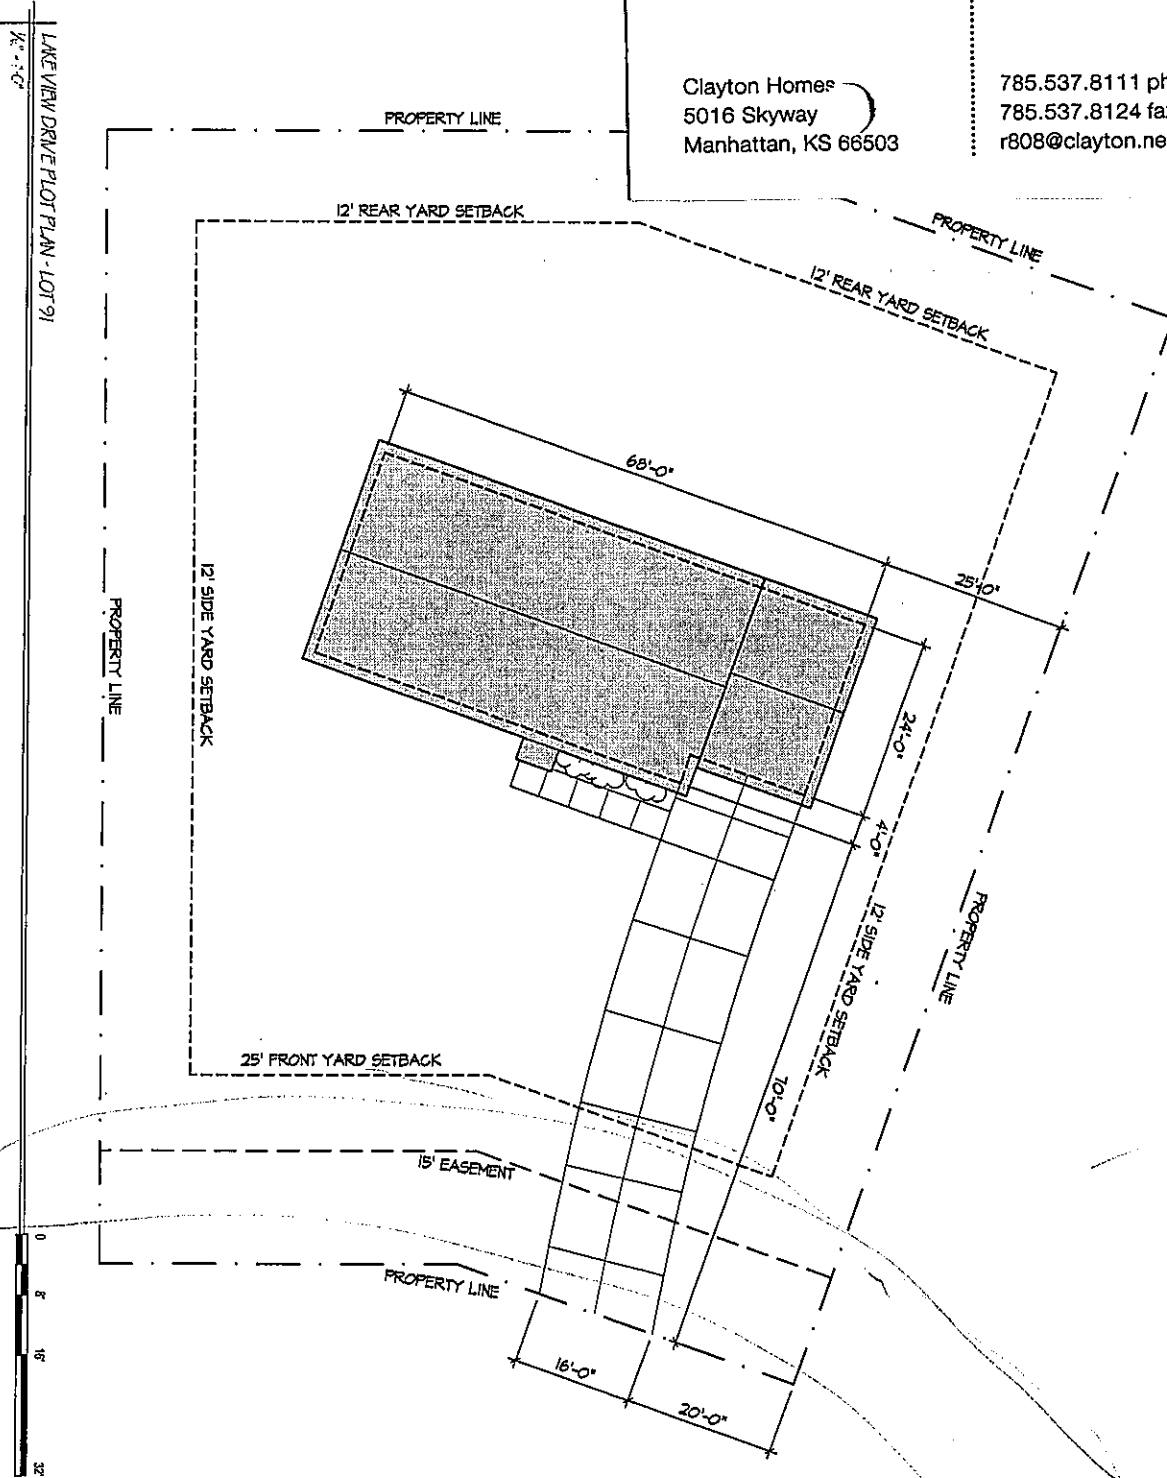 Clayton Homes
5016 Skyway
Manhattan, KS 66503
785.537.8111 ph
785.537.8124 fa
r808@clayton.ne
LAKE VIEW DRIVE PLOT PLAN - LOT 91
PROPERTY LINE
12' REAR YARD SETBACK
PROPERTY LINE
12' REAR YARD SETBACK
68'-0"
25'-0"
12' SIDE YARD SETBACK
PROPERTY LINE
24'-0"
4'-0"
12' SIDE YARD SETBACK
PROPERTY LINE
70'-0"
25' FRONT YARD SETBACK
15' EASEMENT
PROPERTY LINE
16'-0"
20'-0"
0 8' 16' 32'